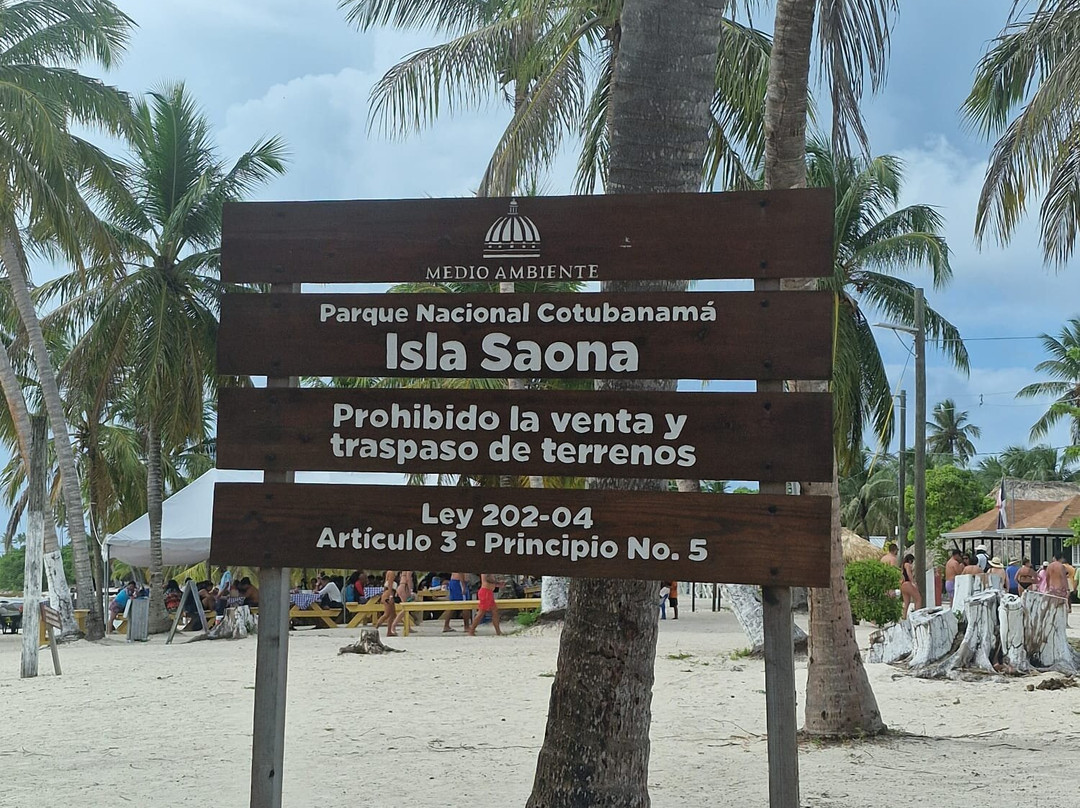 MEDIO AMBIENTE
Parque Nacional Cotubanamá
Isla Saona
Prohibido la venta y
traspaso de terrenos
Ley 202-04
Artículo 3 - Principio No. 5